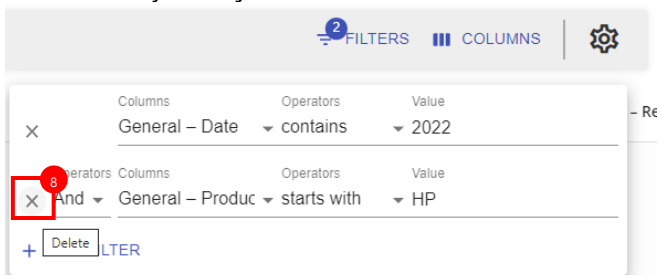 2
FILTERS COLUMNS
Columns Operators Value
General – Date contains 2022
– Re
8
Operators Columns Operators Value
And General – Produc starts with HP
+ Delete LTER